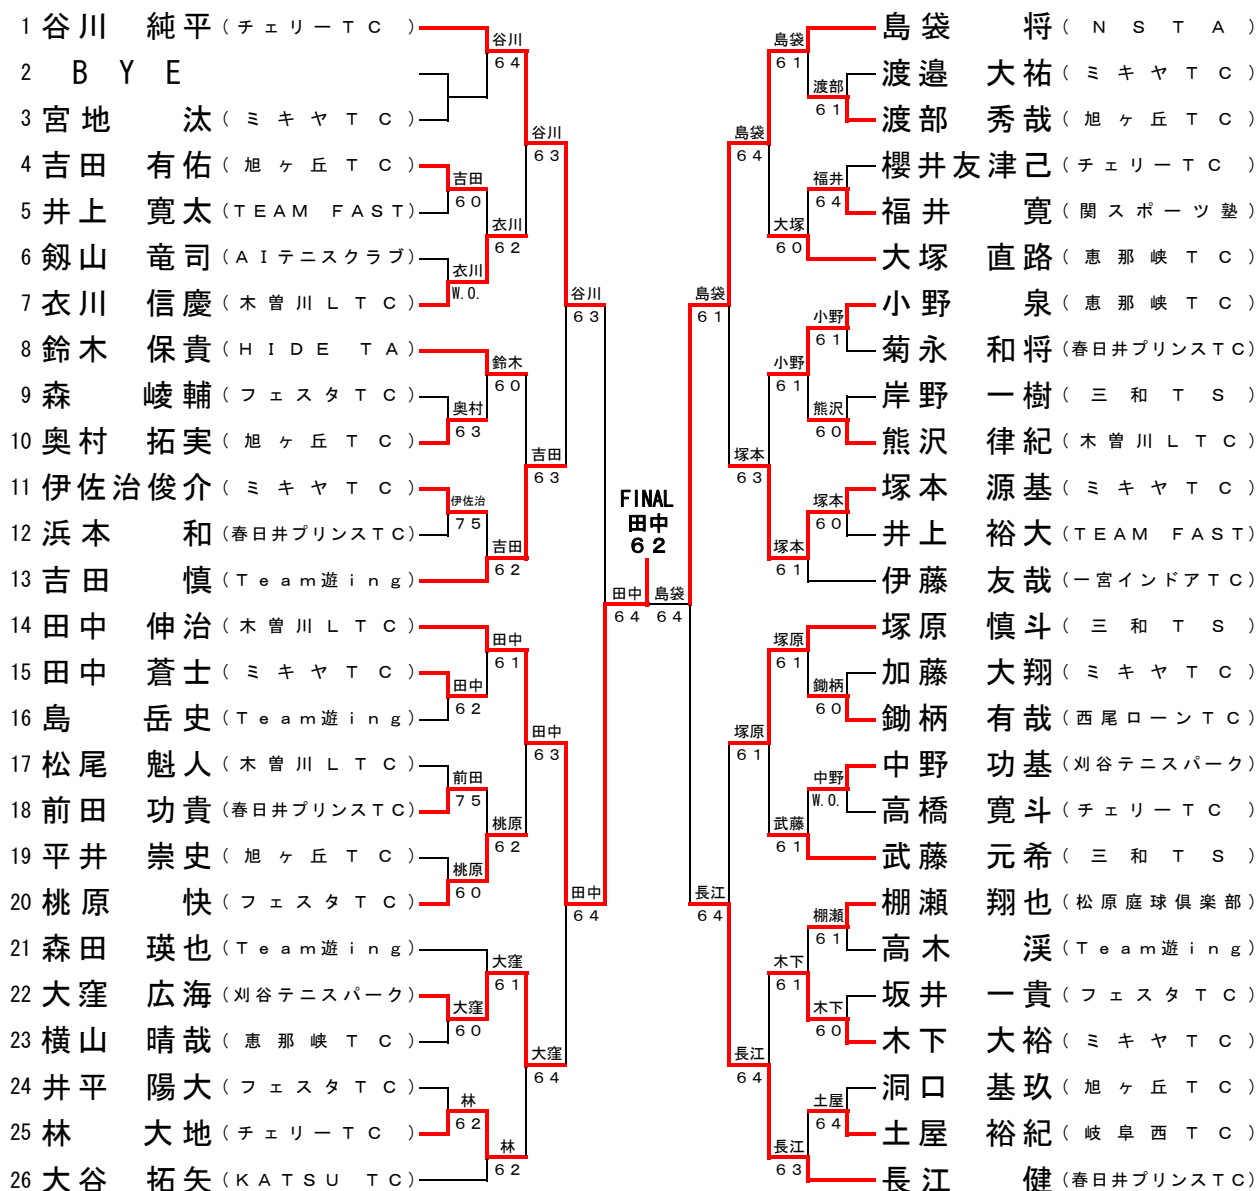 1 谷川 純平 (チェリーTC)
2 BYE
3 宮地 汰 (ミキヤTC)
4 吉田 有佑 (旭ヶ丘TC)
5 井上 寛太 (TEAM FAST)
6 剱山 竜司 (AIテニスクラブ)
7 衣川 信慶 (木曽川LTC)
8 鈴木 保貴 (HIDE TA)
9 森 崚輔 (フェスタTC)
10 奥村 拓実 (旭ヶ丘TC)
11 伊佐治俊介 (ミキヤTC)
12 浜本 和 (春日井プリンスTC)
13 吉田 慎 (Team遊ing)
14 田中 伸治 (木曽川LTC)
15 田中 蒼士 (ミキヤTC)
16 島 岳史 (Team遊ing)
17 松尾 魁人 (木曽川LTC)
18 前田 功貴 (春日井プリンスTC)
19 平井 崇史 (旭ヶ丘TC)
20 桃原 快 (フェスタTC)
21 森田 瑛也 (Team遊ing)
22 大窪 広海 (刈谷テニスパーク)
23 横山 晴哉 (恵那峡TC)
24 井平 陽大 (フェスタTC)
25 林 大地 (チェリーTC)
26 大谷 拓矢 (KATSU TC)
吉田
60
衣川
W.O.
奥村
63
伊佐治
75
田中
62
前田
75
桃原
60
大窪
60
林
62
谷川
64
衣川
62
鈴木
60
吉田
62
田中
61
桃原
62
大窪
61
林
62
谷川
63
吉田
63
田中
63
大窪
64
谷川
63
田中
64
田中
64
FINAL
田中
62
島袋
64
島袋
61
長江
64
島袋
64
塚本
63
塚原
61
長江
64
島袋
61
大塚
60
小野
61
塚本
61
塚原
61
武藤
61
木下
61
長江
63
渡部
61
福井
64
小野
61
熊沢
60
塚本
60
鋤柄
60
中野
W.O.
棚瀬
61
木下
60
土屋
64
島袋 将 (NSTA)
渡邉 大祐 (ミキヤTC)
渡部 秀哉 (旭ヶ丘TC)
櫻井友津己 (チェリーTC)
福井 寛 (関スポーツ塾)
大塚 直路 (恵那峡TC)
小野 泉 (恵那峡TC)
菊永 和将 (春日井プリンスTC)
岸野 一樹 (三和TS)
熊沢 律紀 (木曽川LTC)
塚本 源基 (ミキヤTC)
井上 裕大 (TEAM FAST)
伊藤 友哉 (一宮インドアTC)
塚原 慎斗 (三和TS)
加藤 大翔 (ミキヤTC)
鋤柄 有哉 (西尾ローンTC)
中野 功基 (刈谷テニスパーク)
高橋 寛斗 (チェリーTC)
武藤 元希 (三和TS)
棚瀬 翔也 (松原庭球倶楽部)
高木 渓 (Team遊ing)
坂井 一貴 (フェスタTC)
木下 大裕 (ミキヤTC)
洞口 基玖 (旭ヶ丘TC)
土屋 裕紀 (岐阜西TC)
長江 健 (春日井プリンスTC)